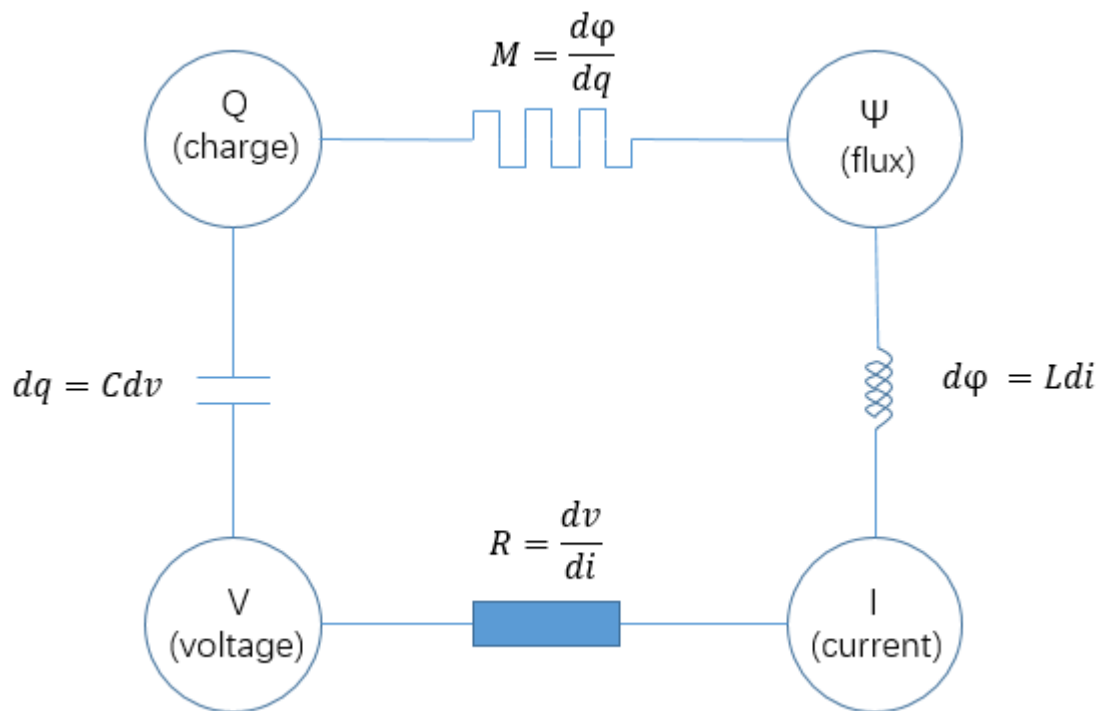 M = dφ/dq
Q
(charge)
Ψ
(flux)
dq = Cdv
dφ = Ldi
R = dv/di
V
(voltage)
I
(current)